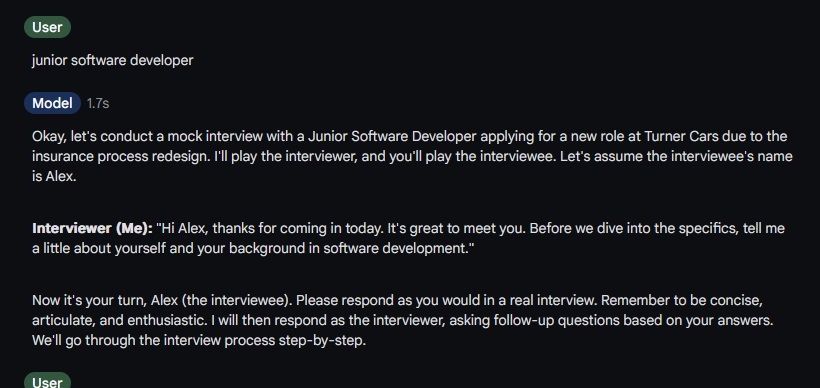 User
junior software developer
Model 1.7s
Okay, let's conduct a mock interview with a Junior Software Developer applying for a new role at Turner Cars due to the
insurance process redesign. I'll play the interviewer, and you'll play the interviewee. Let's assume the interviewee's name
is Alex.
Interviewer (Me): "Hi Alex, thanks for coming in today. It's great to meet you. Before we dive into the specifics, tell me
a little about yourself and your background in software development."
Now it's your turn, Alex (the interviewee). Please respond as you would in a real interview. Remember to be concise,
articulate, and enthusiastic. I will then respond as the interviewer, asking follow-up questions based on your answers.
We'll go through the interview process step-by-step.
User